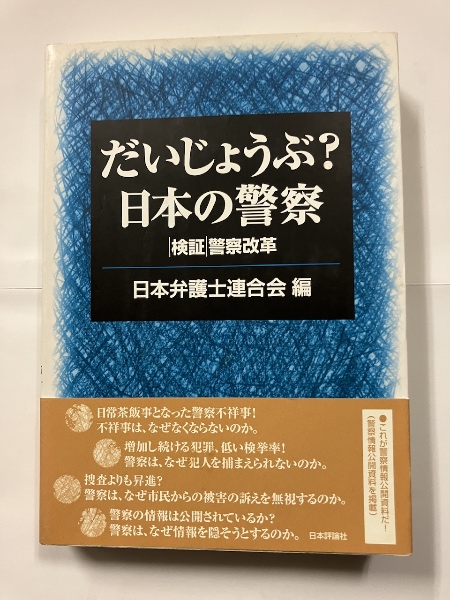 だいじょうぶ?
日本の警察
|検証|警察改革
日本弁護士連合会 編
日常茶飯事となった警察不祥事!
不祥事は、なぜなくならないのか。
増加し続ける犯罪、低い検挙率!
警察は、なぜ犯人を捕まえられないのか。
捜査よりも昇進?
警察は、なぜ市民からの被害の訴えを無視するのか。
警察の情報は公開されているか?
警察は、なぜ情報を隠そうとするのか。
日本評論社
●これが警察情報公開資料だ!
(警察情報公開資料を掲載)